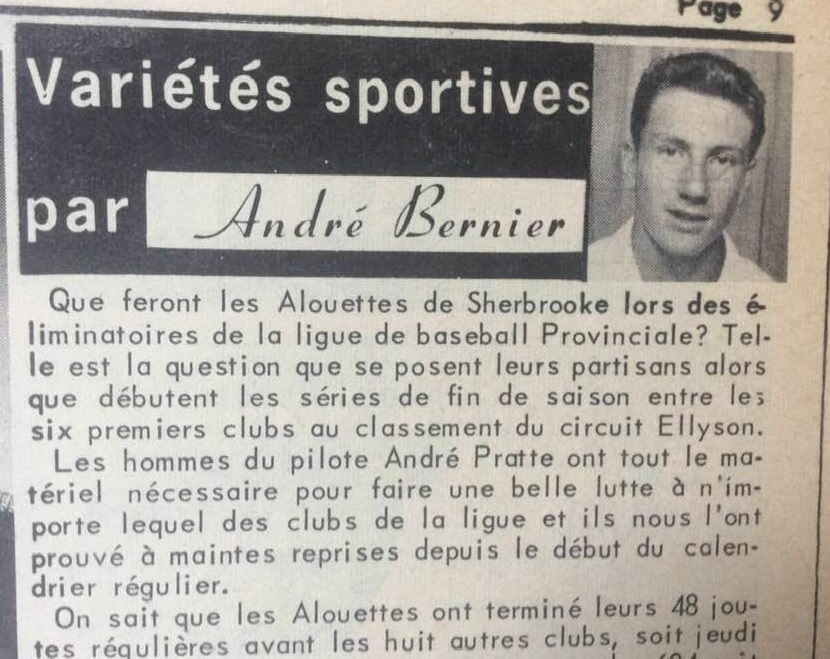 Page 9
Variétés sportives
par André Bernier
Que feront les Alouettes de Sherbrooke lors des é-
liminatoires de la ligue de baseball Provinciale? Tel-
le est la question que se posent leurs partisans alors
que débutent les séries de fin de saison entre les
six premiers clubs au classement du circuit Ellyson.
Les hommes du pilote André Pratte ont tout le ma-
tériel nécessaire pour faire une belle lutte à n'im-
porte lequel des clubs de la ligue et ils nous l'ont
prouvé à maintes reprises depuis le début du calen-
drier régulier.
On sait que les Alouettes ont terminé leurs 48 jou-
tes régulières avant les huit autres clubs, soit jeudi